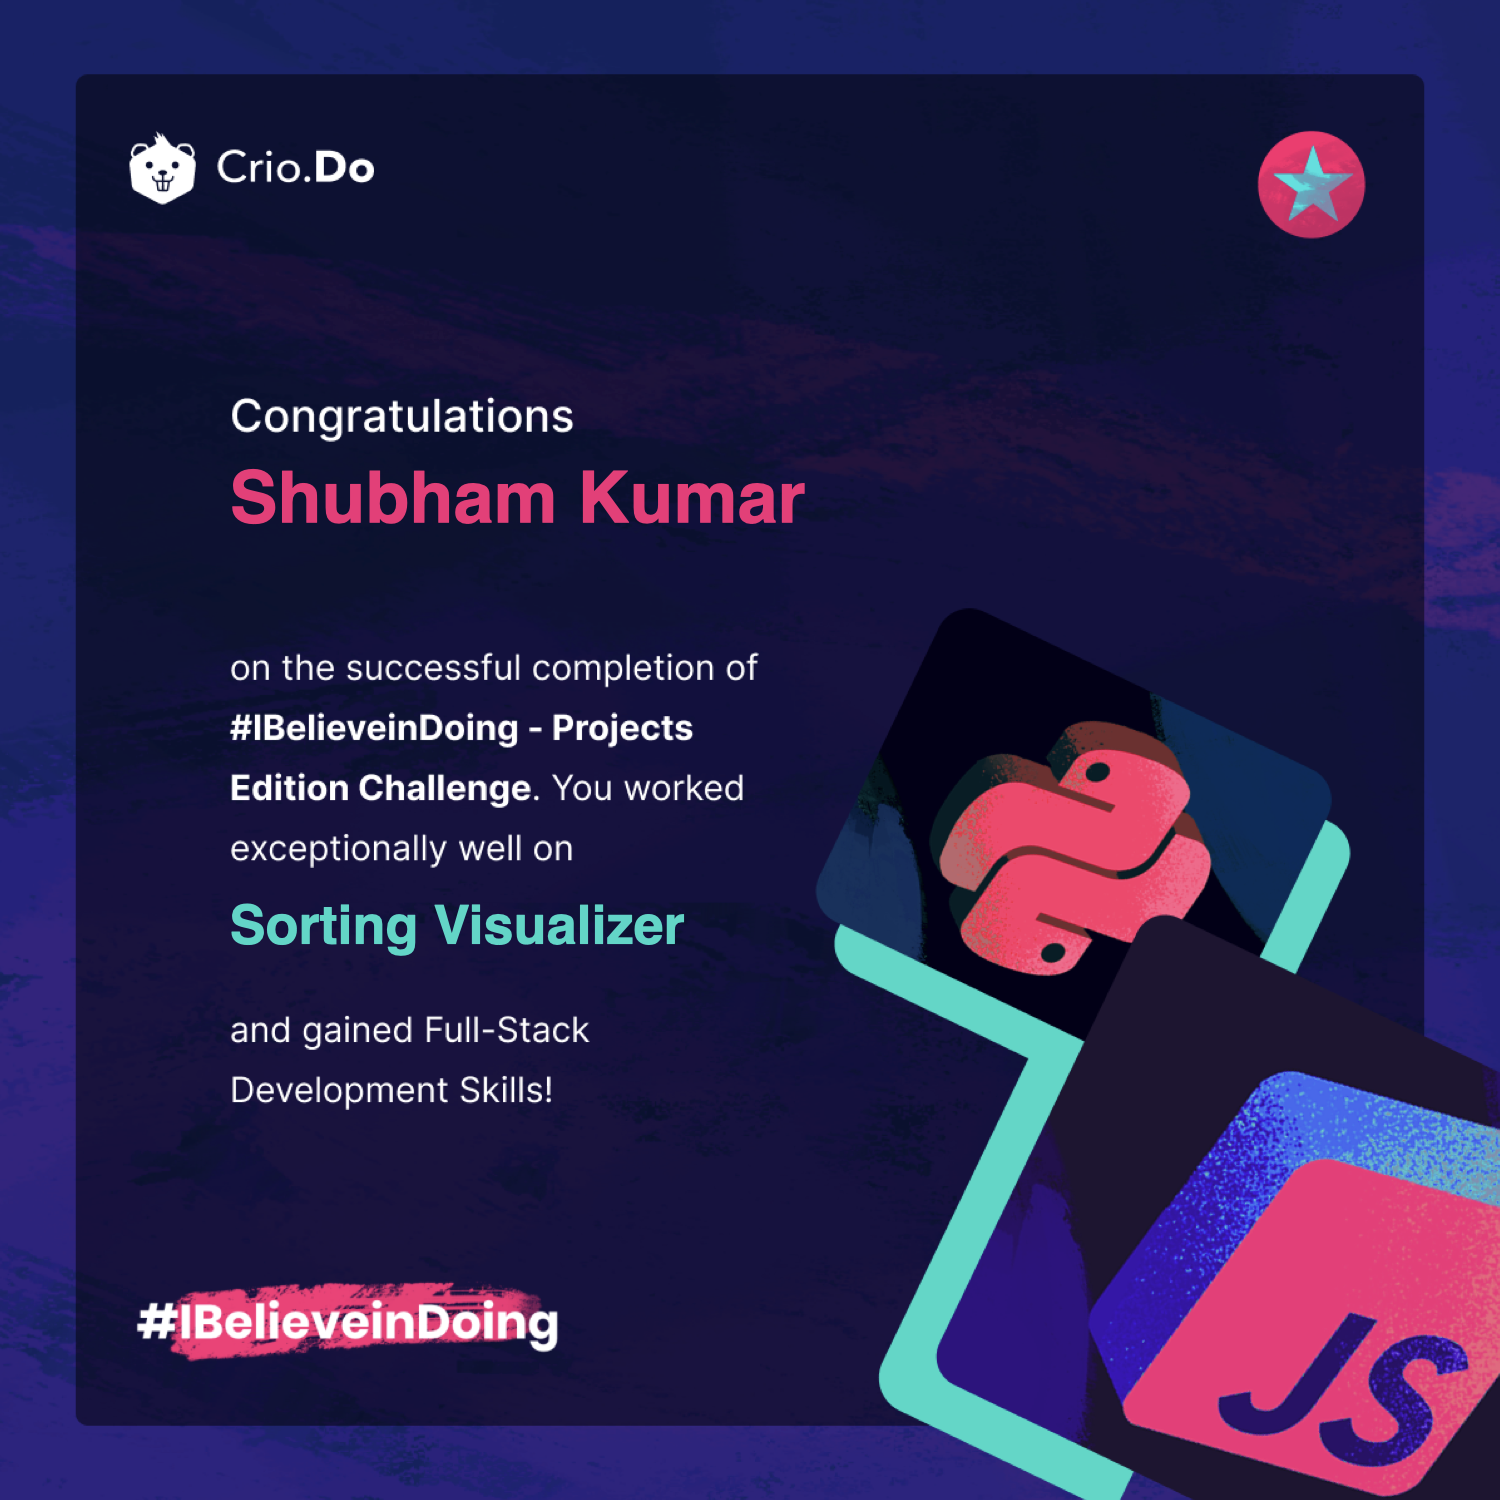 Crio.Do
Congratulations
Shubham Kumar
on the successful completion of
#IBelieveinDoing - Projects
Edition Challenge. You worked
exceptionally well on
Sorting Visualizer
and gained Full-Stack
Development Skills!
#IBelieveinDoing
JS